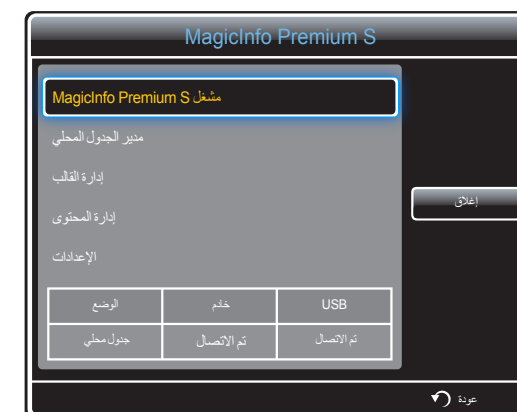 MagicInfo Premium S
مشغل MagicInfo Premium S
مدير الجدول المحلي
إدارة القالب
إدارة المحتوى
الإعدادات
إغلاق
الوضع خادم USB
جدول محلي تم الاتصال تم الاتصال
عودة